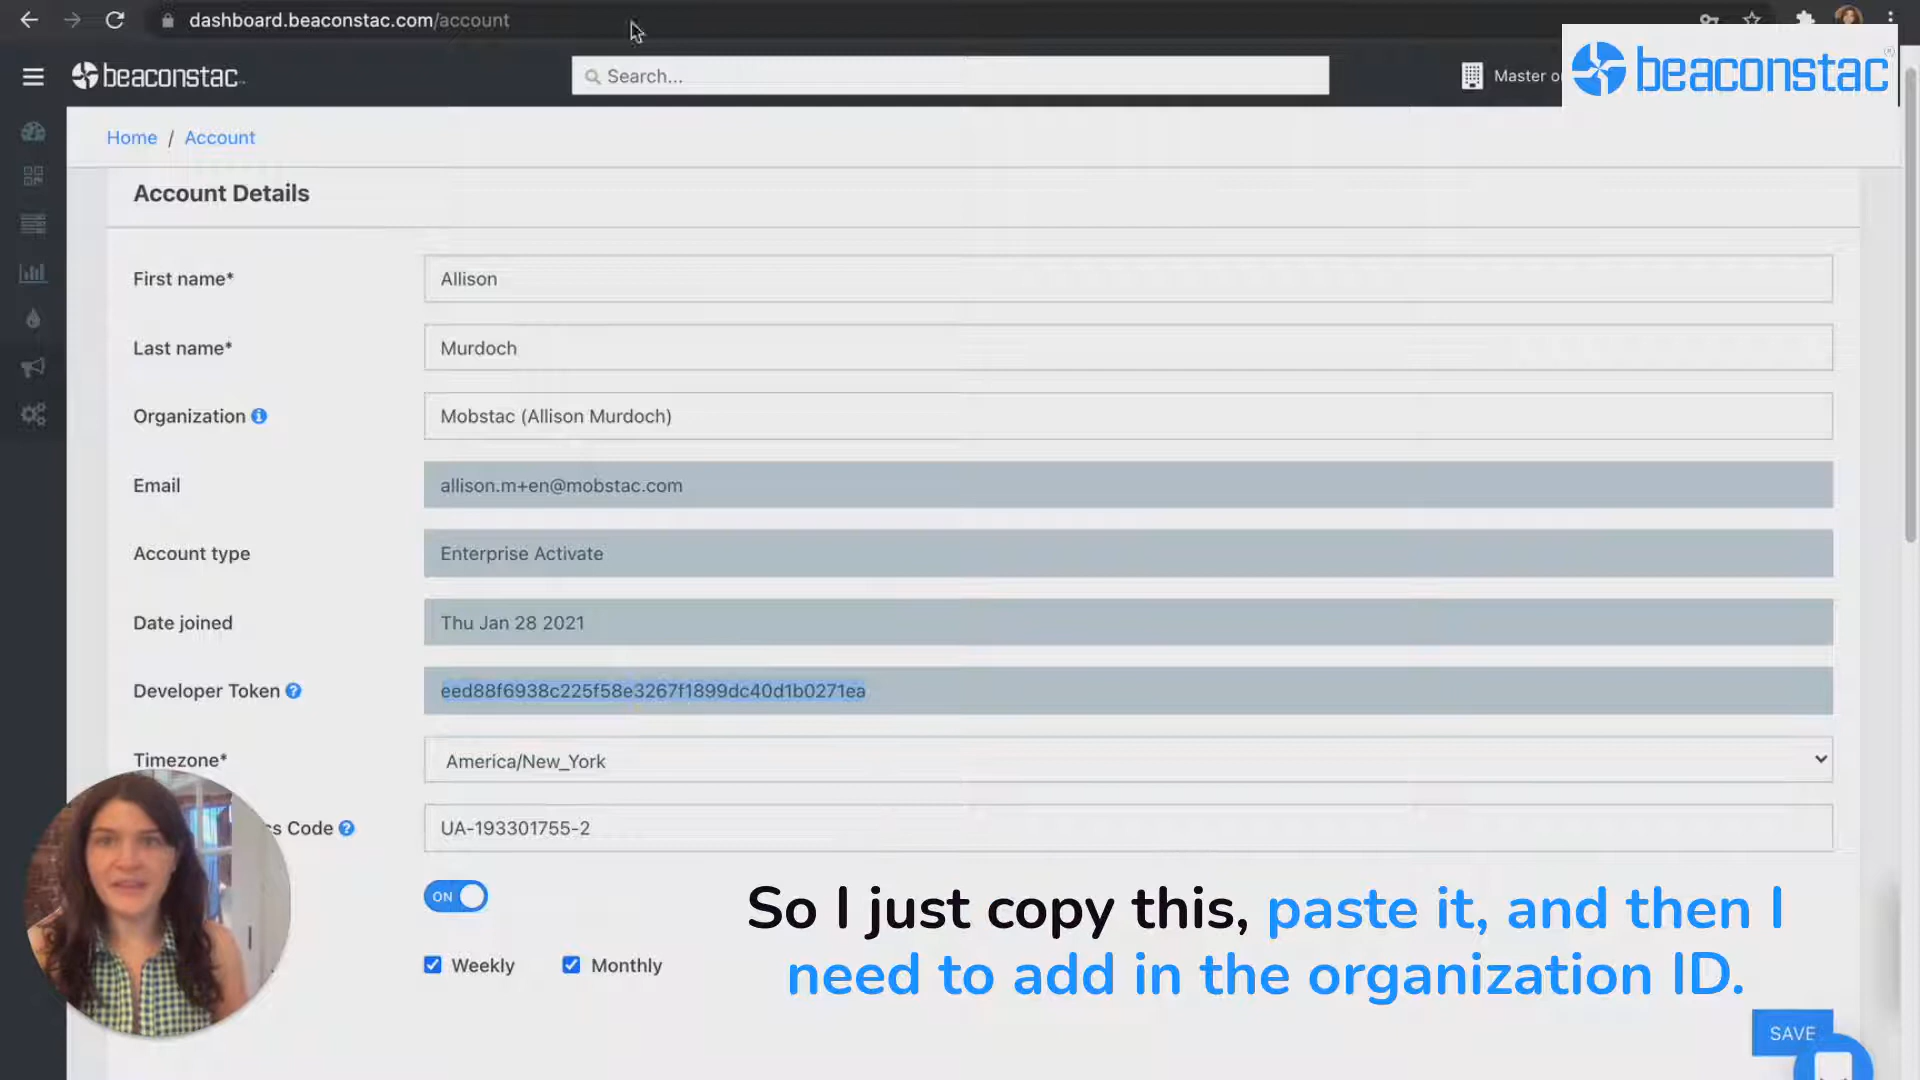 dashboard.beaconstac.com/account
beaconstac
Search...
Master o
beaconstac
Home / Account
Account Details
First name*
Allison
Last name*
Murdoch
Organization
Mobstac (Allison Murdoch)
Email
allison.m+en@mobstac.com
Account type
Enterprise Activate
Date joined
Thu Jan 28 2021
Developer Token
eed88f6938c225f58e3267f1899dc40d1b0271ea
Timezone*
America/New_York
cs Code
UA-193301755-2
ON
Weekly
Monthly
So I just copy this, paste it, and then I
need to add in the organization ID.
SAVE